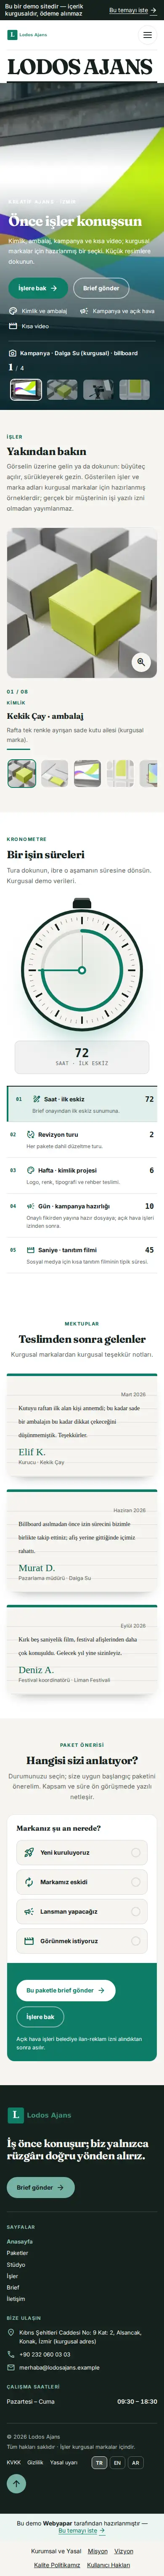 Bu bir demo sitedir — içerik
kurgusaldır, ödeme alınmaz
Bu temayı iste →
L Lodos Ajans
LODOS AJANS
Önce işler konuşsun
Kimlik, ambalaj, kampanya ve kısa video; kurgusal
markalar için hazırlanmış bir seçki. Küçük resimlere
dokunun.
İşlere bak →
Brief gönder
Kimlik ve ambalaj
Kampanya ve açık hava
Kısa video
Kampanya · Dalga Su (kurgusal) · billboard
1 / 4
İŞLER
Yakından bakın
Görselin üzerine gelin ya da dokunun; büyüteç
açılır, sürükleyerek ayrıntıyı gezin. İşler ve
marka adları kurgusal markalar için hazırlanmış
örneklerdir; gerçek bir müşterinin işi yazılı izni
olmadan yayımlanmaz.
01 / 08
KİMLİK
Kekik Çay · ambalaj
Rafta tek renkle ayrışan sade kutu ailesi (kurgusal
marka).
KRONOMETRE
Bir işin süreleri
Tura dokunun, ibre o aşamanın süresine dönsün.
Kurgusal demo verileri.
72
SAAT · İLK ESKİZ
01 Saat · ilk eskiz 72
Brief onayından ilk eskiz sunumuna.
02 Revizyon turu 2
Her pakete dahil düzeltme turu.
03 Hafta · kimlik projesi 6
Logo, renk, tipografi ve rehber teslimi.
04 Gün · kampanya hazırlığı 10
Onaylı fikirden yayına hazır dosyaya; açık hava işleri
izinden sonra.
05 Saniye · tanıtım filmi 45
Sosyal medya için kısa tanıtım filminin tipik süresi.
MEKTUPLAR
Teslimden sonra gelenler
Kurgusal markalardan kurgusal teşekkür notları.
Mart 2026
Kutuyu raftan ilk alan kişi annemdi; bu kadar sade
bir ambalajın bu kadar dikkat çekeceğini
düşünmemiştik. Teşekkürler.
Elif K.
Kurucu · Kekik Çay
Haziran 2026
Billboard asılmadan önce izin sürecini bizimle
birlikte takip ettiniz; afiş yerine gittiğinde içimiz
rahattı.
Murat D.
Pazarlama müdürü · Dalga Su
Eylül 2026
Kırk beş saniyelik film, festival afişlerinden daha
çok konuşuldu. Gelecek yıl yine sizinleyiz.
Deniz A.
Festival koordinatörü · Liman Festivali
PAKET ÖNERİSİ
Hangisi sizi anlatıyor?
Durumunuzu seçin; size uygun başlangıç paketini
önerelim. Kapsam ve süre ön görüşmede yazılı
netleşir.
Markanız şu an nerede?
Yeni kuruluyoruz
Markamız eskidi
Lansman yapacağız
Görünmek istiyoruz
Bu paketle brief gönder →
İşlere bak
Açık hava işleri belediye ilan-reklam izni alındıktan
sonra asılır.
L Lodos Ajans
İş önce konuşur; biz yalnızca
rüzgârı doğru yönden alırız.
Brief gönder →
SAYFALAR
Anasayfa
Paketler
Stüdyo
İşler
Brief
İletişim
BİZE ULAŞIN
Kıbrıs Şehitleri Caddesi No: 9 Kat: 2, Alsancak,
Konak, İzmir (kurgusal adres)
+90 232 060 03 03
merhaba@lodosajans.example
ÇALIŞMA SAATLERİ
Pazartesi – Cuma 09:30 – 18:30
© 2026 Lodos Ajans
Tüm hakları saklıdır · İşler kurgusal markalar içindir.
KVKK Gizlilik Yasal uyarı TR EN AR
Bu demo Webyapar tarafından hazırlanmıştır —
Bu temayı iste →
Kurumsal ve Yasal Misyon Vizyon
Kalite Politikamız Kullanıcı Hakları